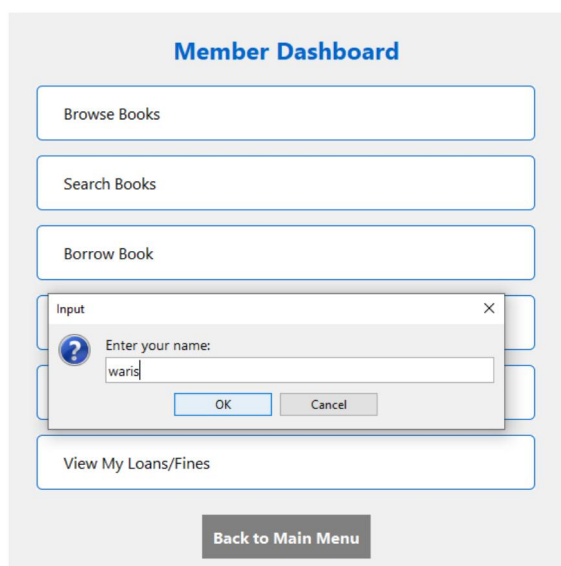 Member Dashboard
Browse Books
Search Books
Borrow Book
Input
Enter your name:
waris
OK Cancel
View My Loans/Fines
Back to Main Menu